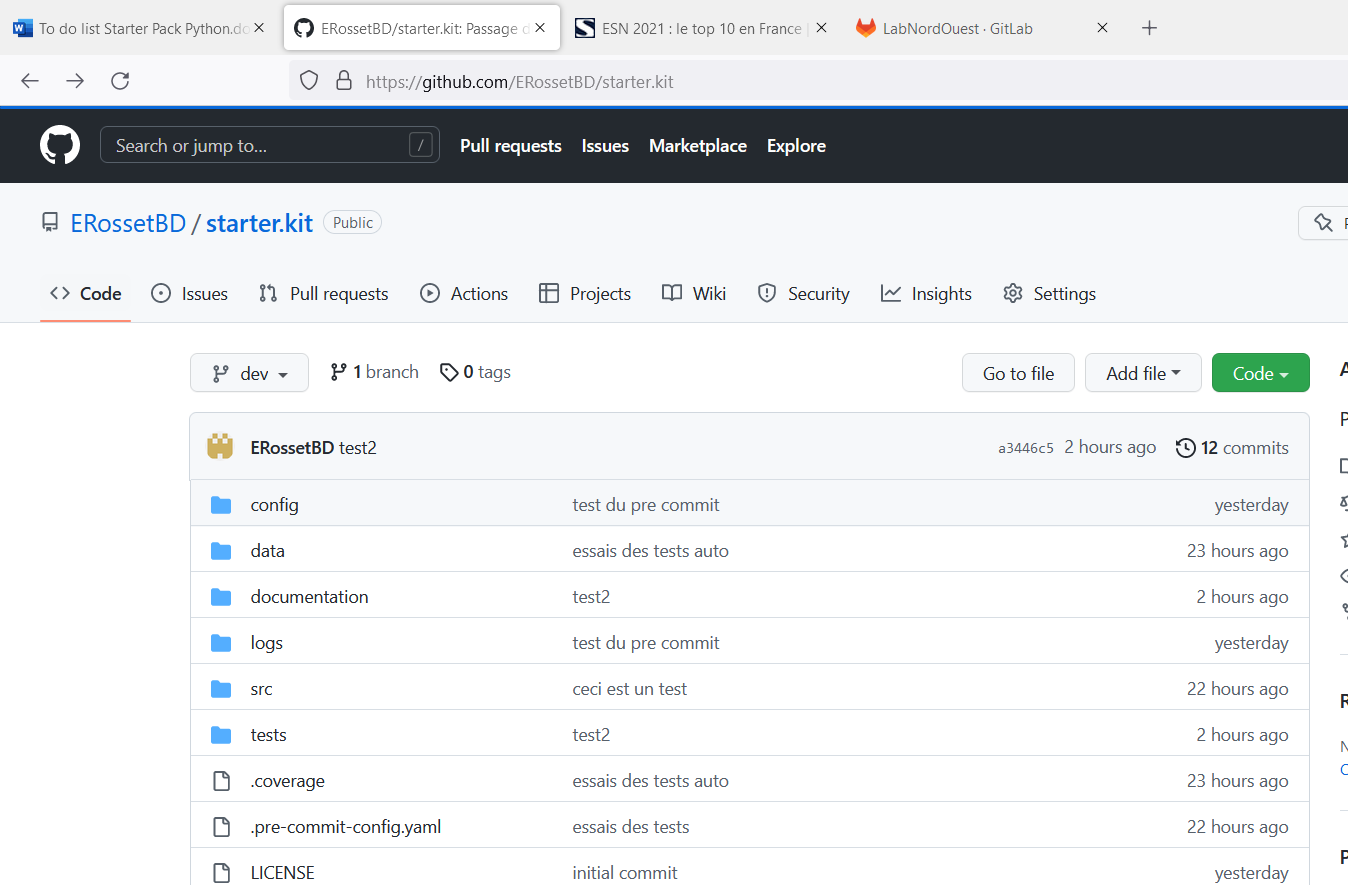 To do list Starter Pack Python.do
ERossetBD/starter.kit: Passage d
ESN 2021 : le top 10 en France |
LabNordOuest · GitLab
https://github.com/ERossetBD/starter.kit
Search or jump to... /
Pull requests Issues Marketplace Explore
ERossetBD / starter.kit Public
Code Issues Pull requests Actions Projects Wiki Security Insights Settings
dev 1 branch 0 tags Go to file Add file Code
ERossetBD test2 a3446c5 2 hours ago 12 commits
config test du pre commit yesterday
data essais des tests auto 23 hours ago
documentation test2 2 hours ago
logs test du pre commit yesterday
src ceci est un test 22 hours ago
tests test2 2 hours ago
.coverage essais des tests auto 23 hours ago
.pre-commit-config.yaml essais des tests 22 hours ago
LICENSE initial commit yesterday